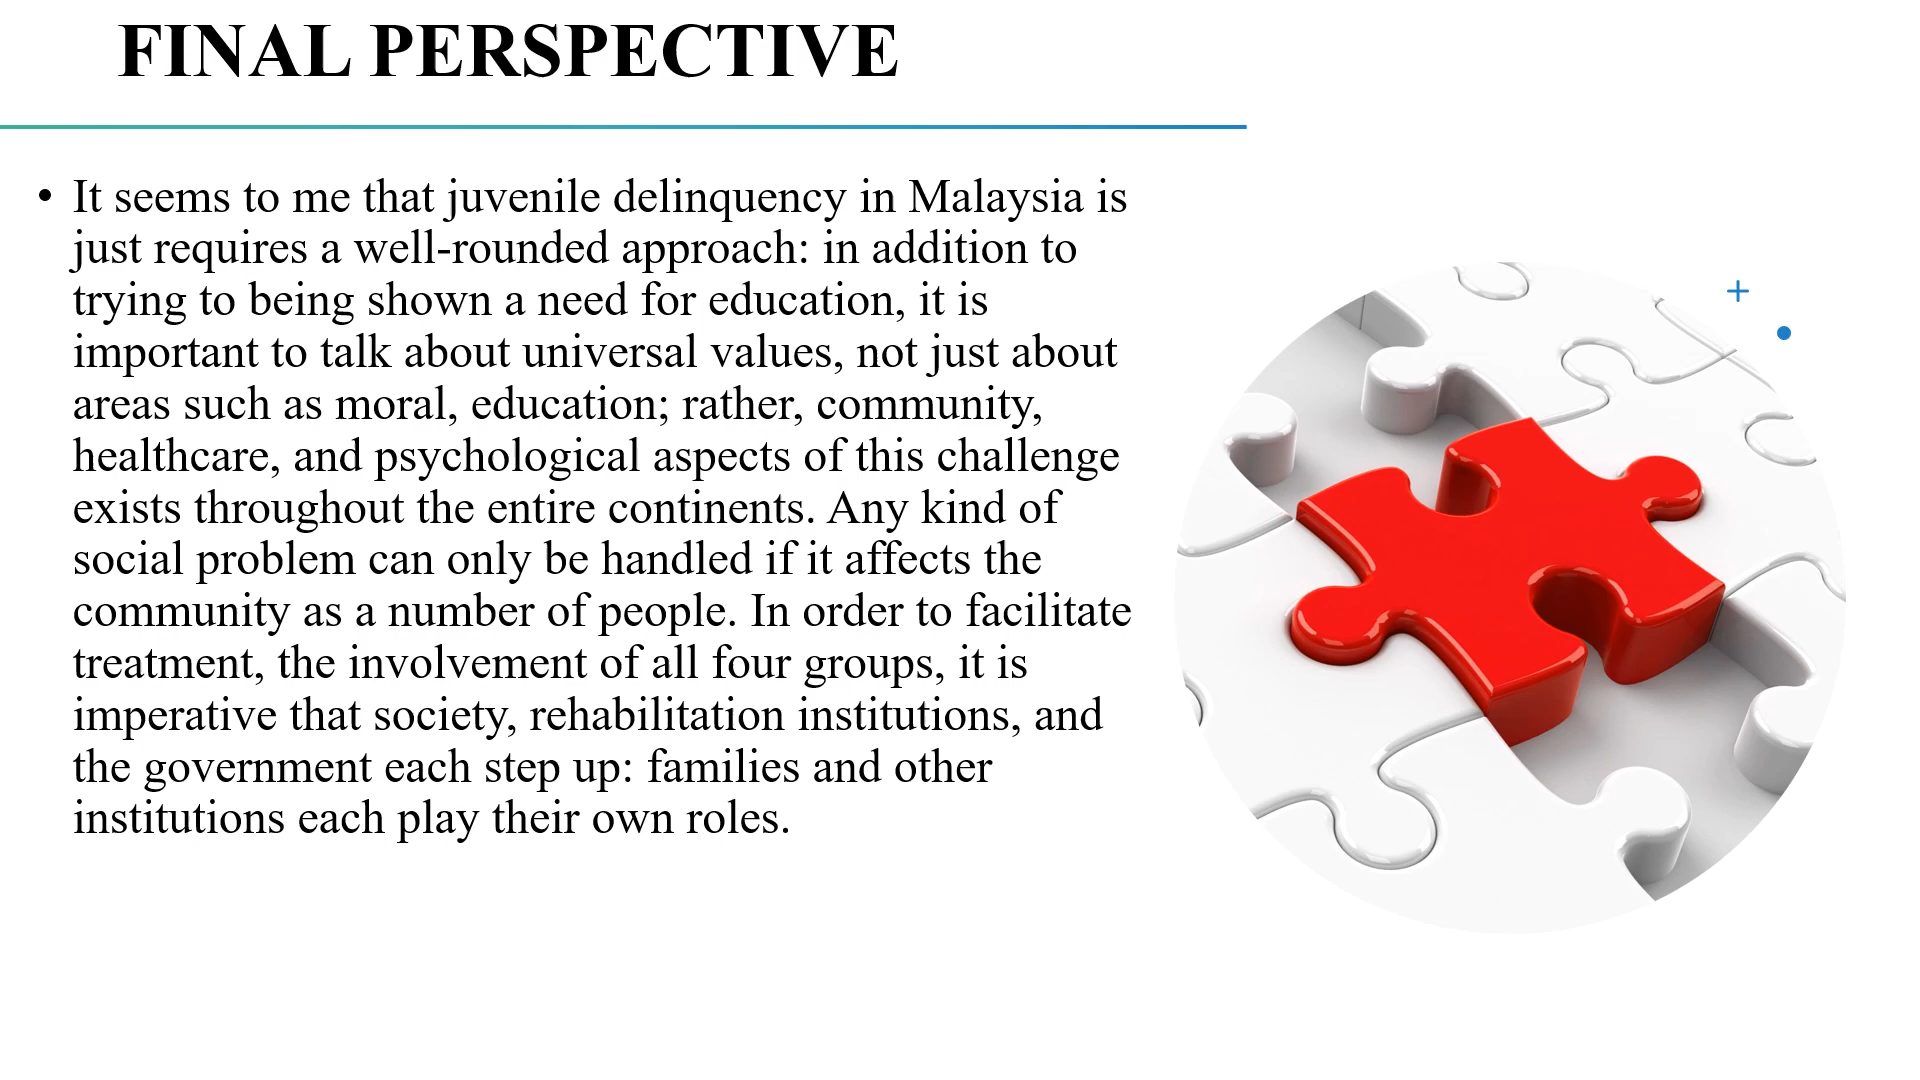 FINAL PERSPECTIVE
• It seems to me that juvenile delinquency in Malaysia is
just requires a well-rounded approach: in addition to
trying to being shown a need for education, it is
important to talk about universal values, not just about
areas such as moral, education; rather, community,
healthcare, and psychological aspects of this challenge
exists throughout the entire continents. Any kind of
social problem can only be handled if it affects the
community as a number of people. In order to facilitate
treatment, the involvement of all four groups, it is
imperative that society, rehabilitation institutions, and
the government each step up: families and other
institutions each play their own roles.